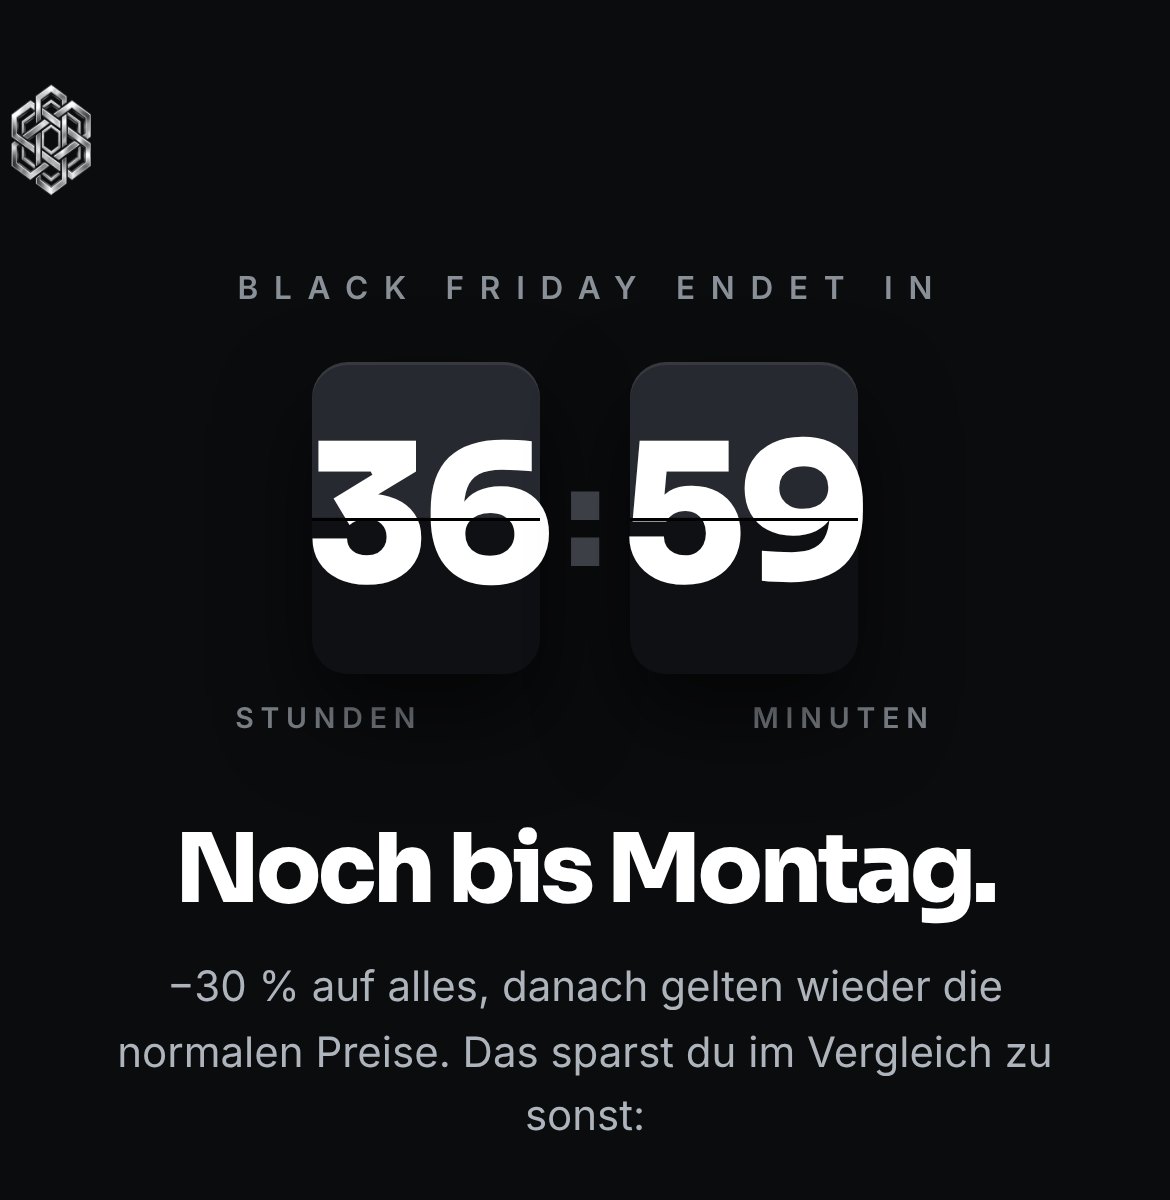 BLACK FRIDAY ENDET IN
36:59
STUNDEN MINUTEN
Noch bis Montag.
−30 % auf alles, danach gelten wieder die
normalen Preise. Das sparst du im Vergleich zu
sonst: